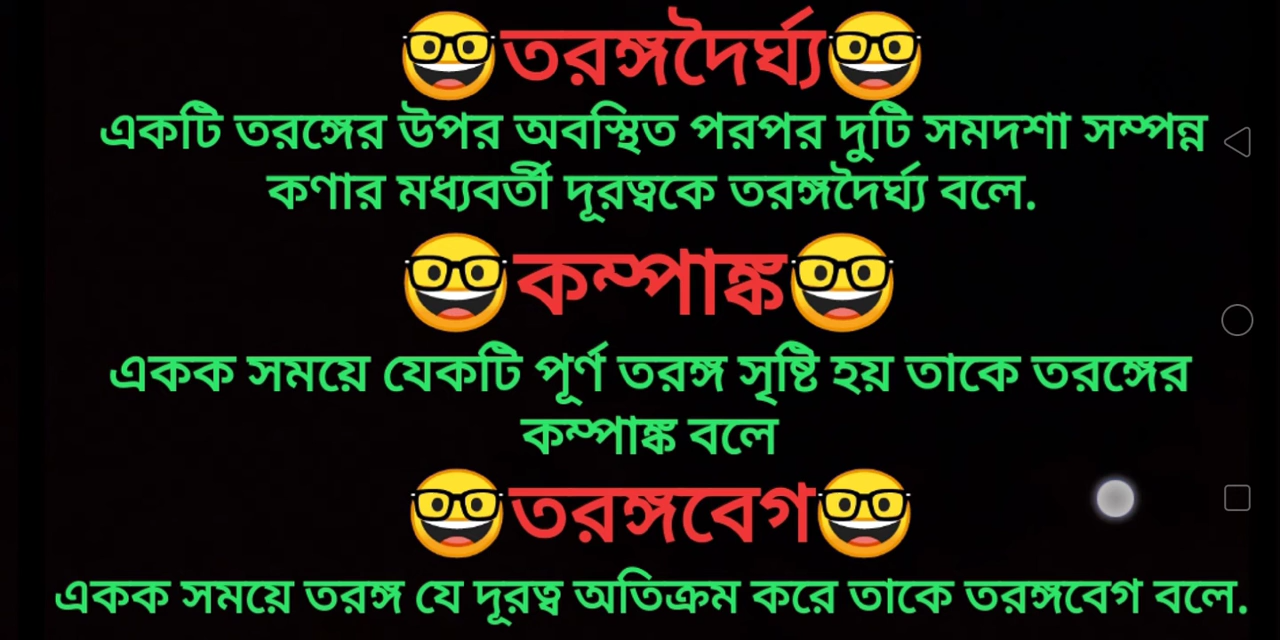 🤓তরঙ্গদৈর্ঘ্য🤓
একটি তরঙ্গের উপর অবস্থিত পরপর দুটি সমদশা সম্পন্ন
কণার মধ্যবর্তী দূরত্বকে তরঙ্গদৈর্ঘ্য বলে.
🤓কম্পাঙ্ক🤓
একক সময়ে যেকটি পূর্ণ তরঙ্গ সৃষ্টি হয় তাকে তরঙ্গের
কম্পাঙ্ক বলে
🤓তরঙ্গবেগ🤓
একক সময়ে তরঙ্গ যে দূরত্ব অতিক্রম করে তাকে তরঙ্গবেগ বলে.